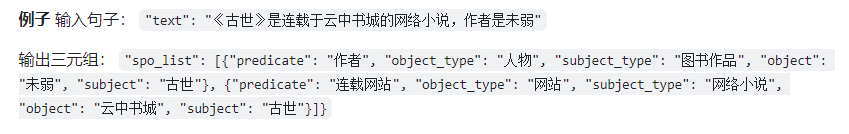 例子 输入句子： "text": "《古世》是连载于云中书城的网络小说，作者是未弱"
输出三元组： "spo_list": [{"predicate": "作者", "object_type": "人物", "subject_type": "图书作品", "object":
"未弱", "subject": "古世"}, {"predicate": "连载网站", "object_type": "网站", "subject_type": "网络小说",
"object": "云中书城", "subject": "古世"}]}